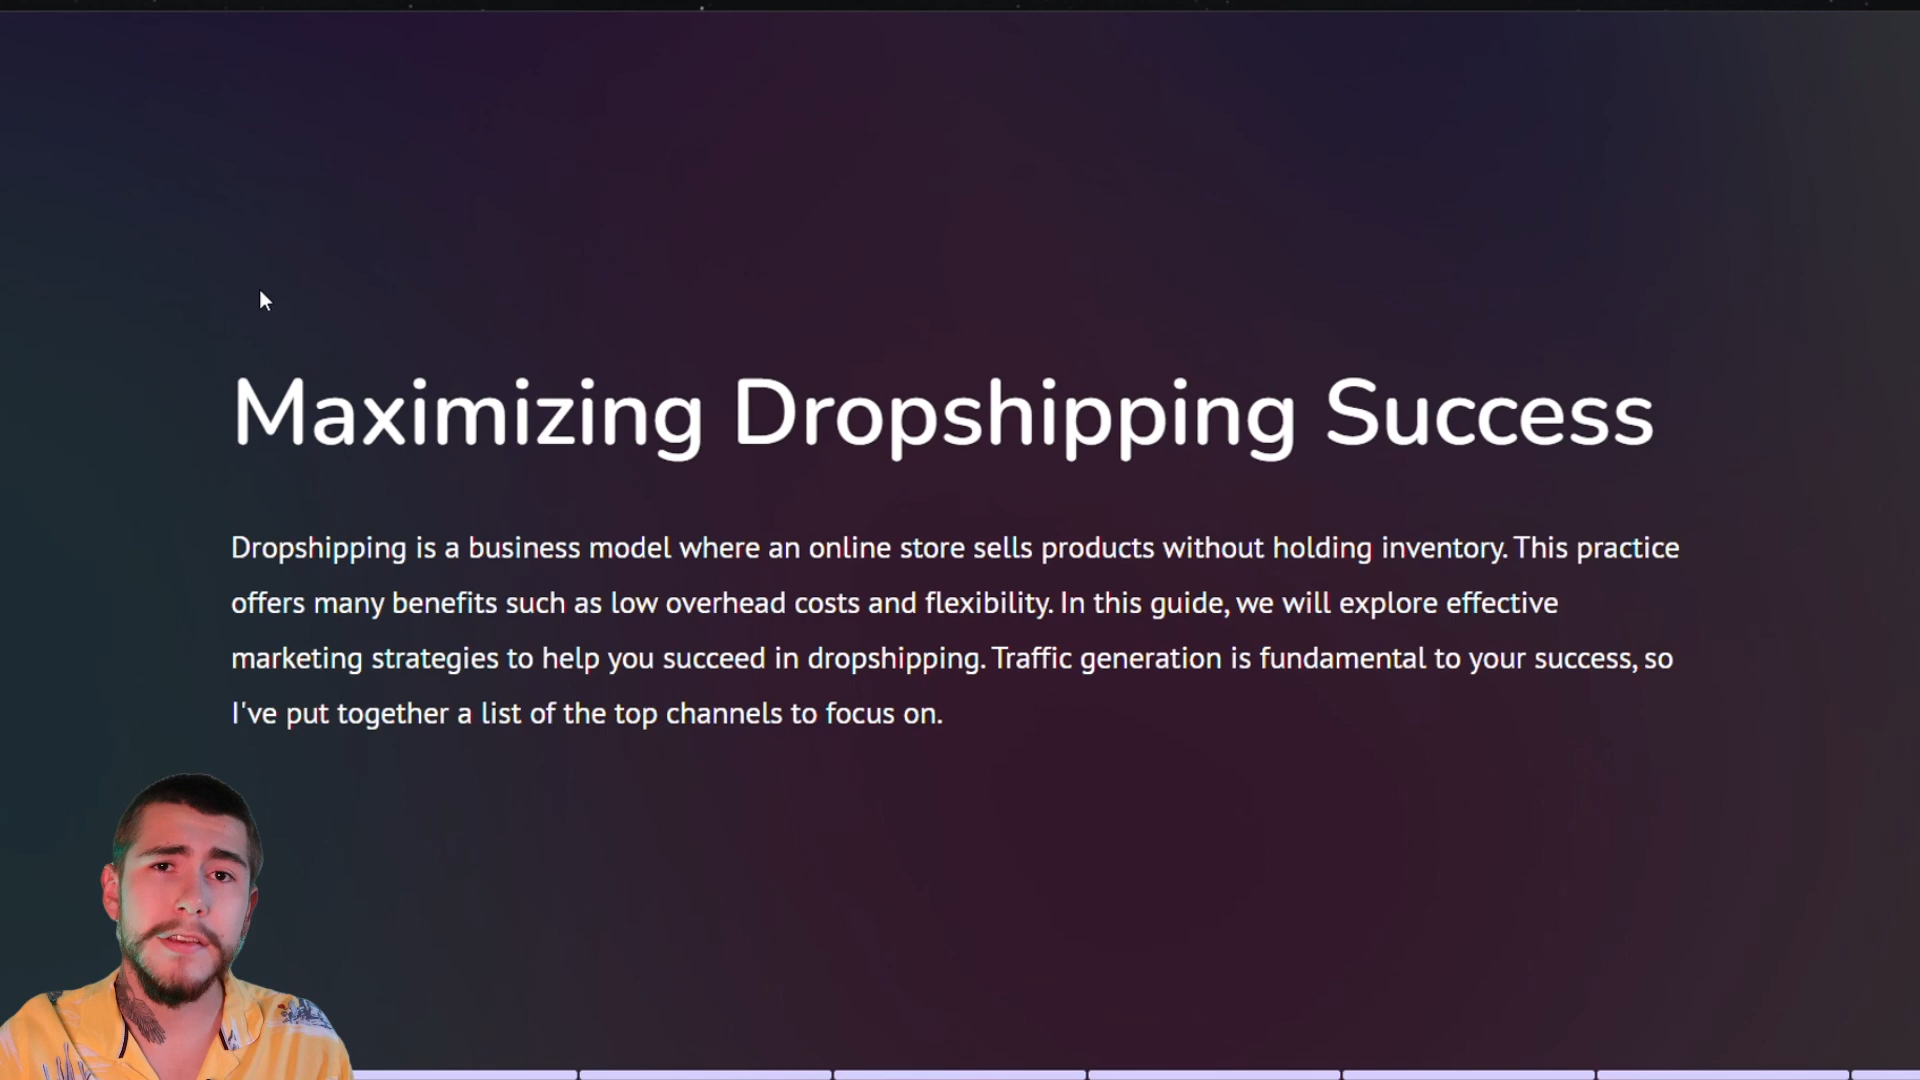 Maximizing Dropshipping Success
Dropshipping is a business model where an online store sells products without holding inventory. This practice
offers many benefits such as low overhead costs and flexibility. In this guide, we will explore effective
marketing strategies to help you succeed in dropshipping. Traffic generation is fundamental to your success, so
I've put together a list of the top channels to focus on.